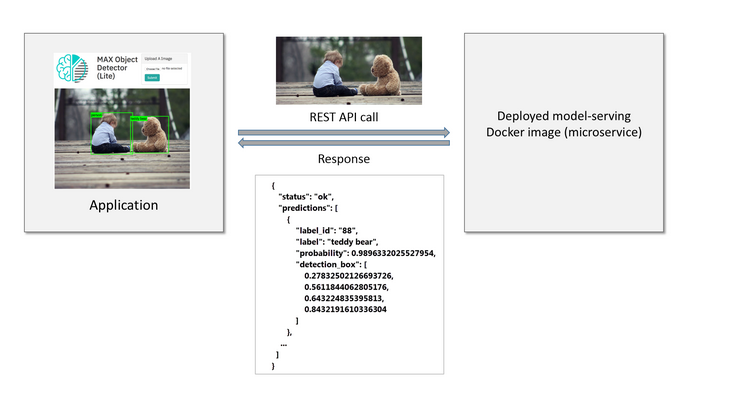 MAX Object
Detector
(Lite)
Upload An Image
Submit
Application
REST API call
Response
{
"status": "ok",
"predictions": [
{
"label_id": "88",
"label": "teddy bear",
"probability": 0.9896332025527954,
"detection_box": [
0.27832502126693726,
0.5611844062805176,
0.643224835395813,
0.8432191610336304
]
},
...
]
}
Deployed model-serving
Docker image (microservice)